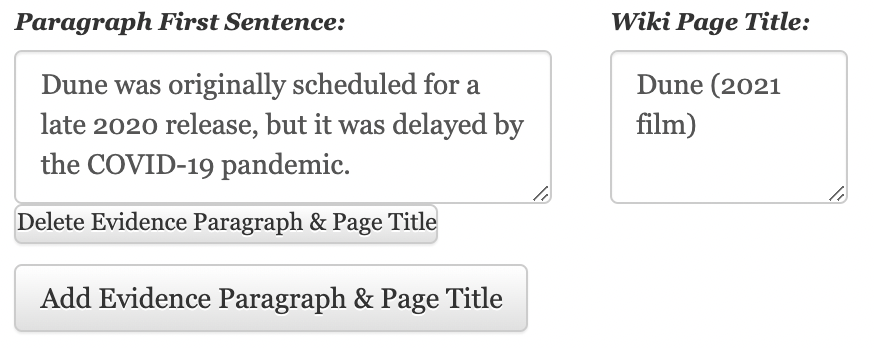 Paragraph First Sentence:
Wiki Page Title:
Dune was originally scheduled for a
late 2020 release, but it was delayed by
the COVID-19 pandemic.
Dune (2021
film)
Delete Evidence Paragraph & Page Title
Add Evidence Paragraph & Page Title